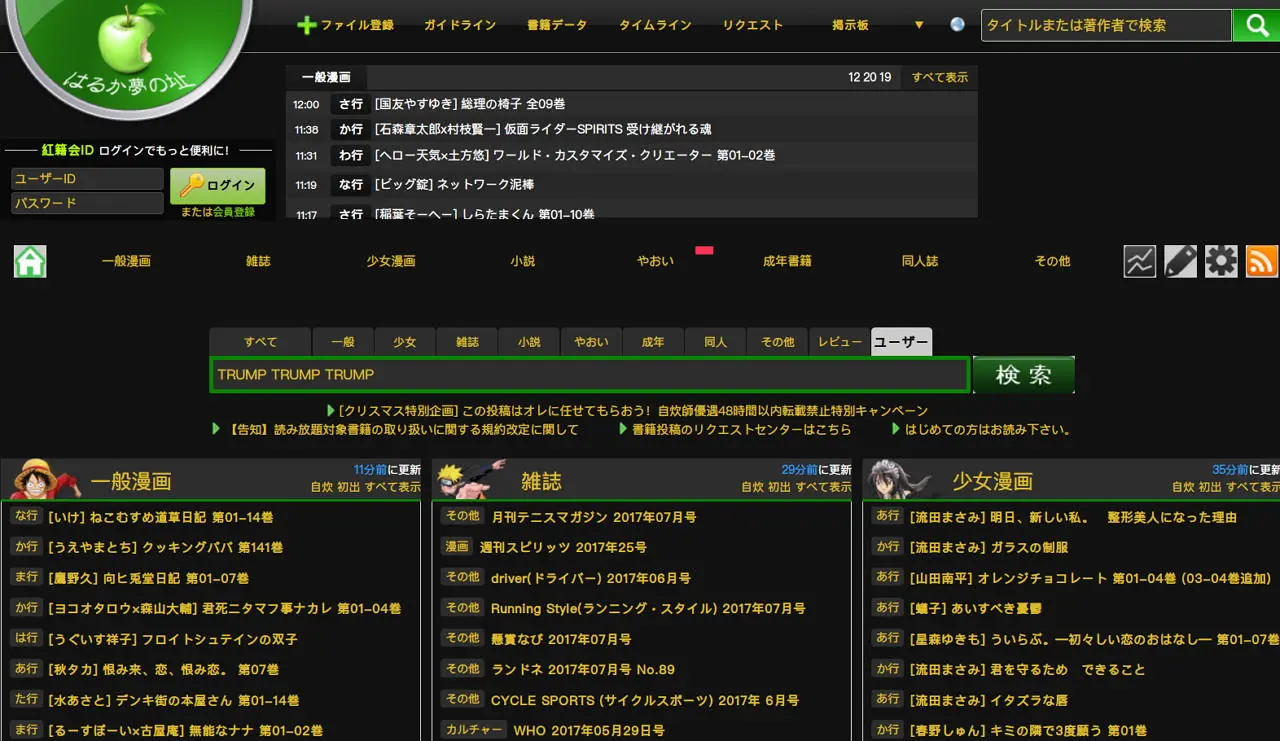 ファイル登録 ガイドライン 書籍データ タイムライン リクエスト 掲示板 ▼ タイトルまたは著作者で検索
はるか夢の址
一般漫画 12 20 19 すべて表示
12:00 さ行 [国友やすゆき] 総理の椅子 全09巻
11:38 か行 [石森章太郎x村枝賢一] 仮面ライダーSPIRITS 受け継がれる魂
11:31 わ行 [ヘロー天気×土方悠] ワールド・カスタマイズ・クリエーター 第01-02巻
11:19 な行 [ビッグ錠] ネットワーク泥棒
11:17 さ行 [稲葉そーへー] しらたまくん 第01-10巻
紅籍会ID ログインでもっと便利に!
ユーザーID
パスワード
ログイン
または会員登録
一般漫画 雑誌 少女漫画 小説 やおい 成年書籍 同人誌 その他
すべて 一般 少女 雑誌 小説 やおい 成年 同人 その他 レビュー ユーザー
TRUMP TRUMP TRUMP 検索
[クリスマス特別企画] この投稿はオレに任せてもらおう! 自炊師優遇48時間以内転載禁止特別キャンペーン
【告知】読み放題対象書籍の取り扱いに関する規約改定に関して 書籍投稿のリクエストセンターはこちら はじめての方はお読み下さい。
一般漫画
11分前に更新
自炊 初出 すべて表示
な行 [いけ] ねこむすめ道草日記 第01-14巻
か行 [うえやまとち] クッキングパパ 第141巻
ま行 [鷹野久] 向ヒ兎堂日記 第01-07巻
か行 [ヨコオタロウ×森山大輔] 君死ニタマフ事ナカレ 第01-04巻
は行 [うぐいす祥子] フロイトシュテインの双子
あ行 [秋タカ] 恨み来、恋、恨み恋。 第07巻
た行 [水あさと] デンキ街の本屋さん 第01-14巻
ま行 [るーすぼーい×古屋庵] 無能なナナ 第01-02巻
雑誌
29分前に更新
自炊 初出 すべて表示
その他 月刊テニスマガジン 2017年07月号
漫画 週刊スピリッツ 2017年25号
その他 driver(ドライバー) 2017年06月号
その他 Running Style(ランニング・スタイル) 2017年07月号
その他 懸賞なび 2017年07月号
その他 ランドネ 2017年07月号 No.89
その他 CYCLE SPORTS (サイクルスポーツ) 2017年 6月号
カルチャー WHO 2017年05月29日号
少女漫画
35分前に更新
自炊 初出 すべて表示
あ行 [流田まさみ] 明日、新しい私。 整形美人になった理由
か行 [流田まさみ] ガラスの制服
あ行 [山田南平] オレンジチョコレート 第01-04巻 (03-04巻追加)
あ行 [蟻子] あいすべき憂鬱
あ行 [星森ゆきも] ういらぶ。―初々しい恋のおはなし― 第01-07巻
か行 [流田まさみ] 君を守るため できること
あ行 [流田まさみ] イタズラな唇
か行 [春野しゅん] キミの隣で3度願う 第01巻